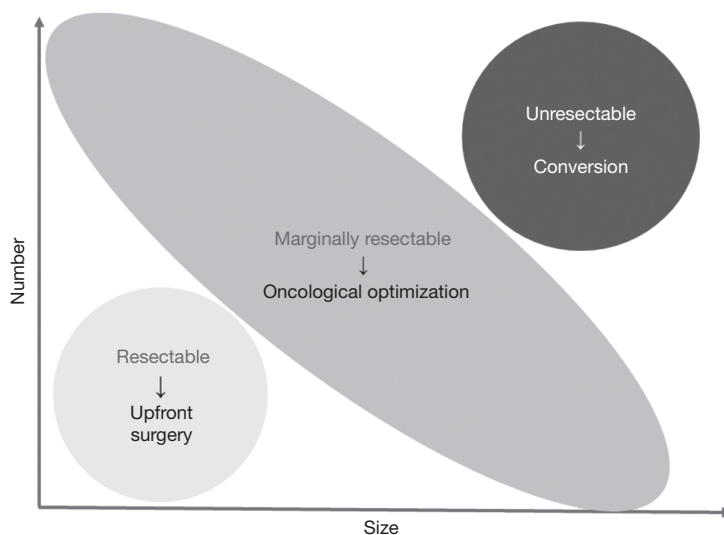 Unresectable
↓
Conversion
Marginally resectable
↓
Oncological optimization
Number
Resectable
↓
Upfront
surgery
Size